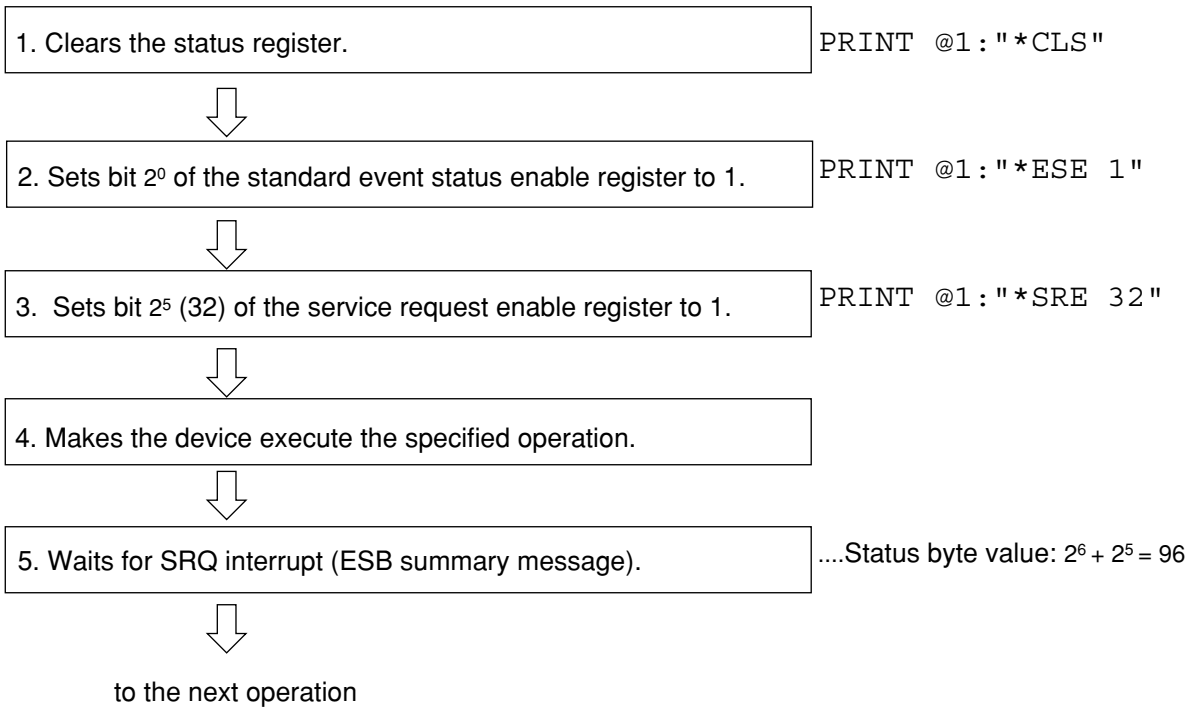 1. Clears the status register.
PRINT @1:"*CLS"
2. Sets bit 2⁰ of the standard event status enable register to 1.
PRINT @1:"*ESE 1"
3. Sets bit 2⁵ (32) of the service request enable register to 1.
PRINT @1:"*SRE 32"
4. Makes the device execute the specified operation.
5. Waits for SRQ interrupt (ESB summary message).
....Status byte value: 2⁶ + 2⁵ = 96
to the next operation